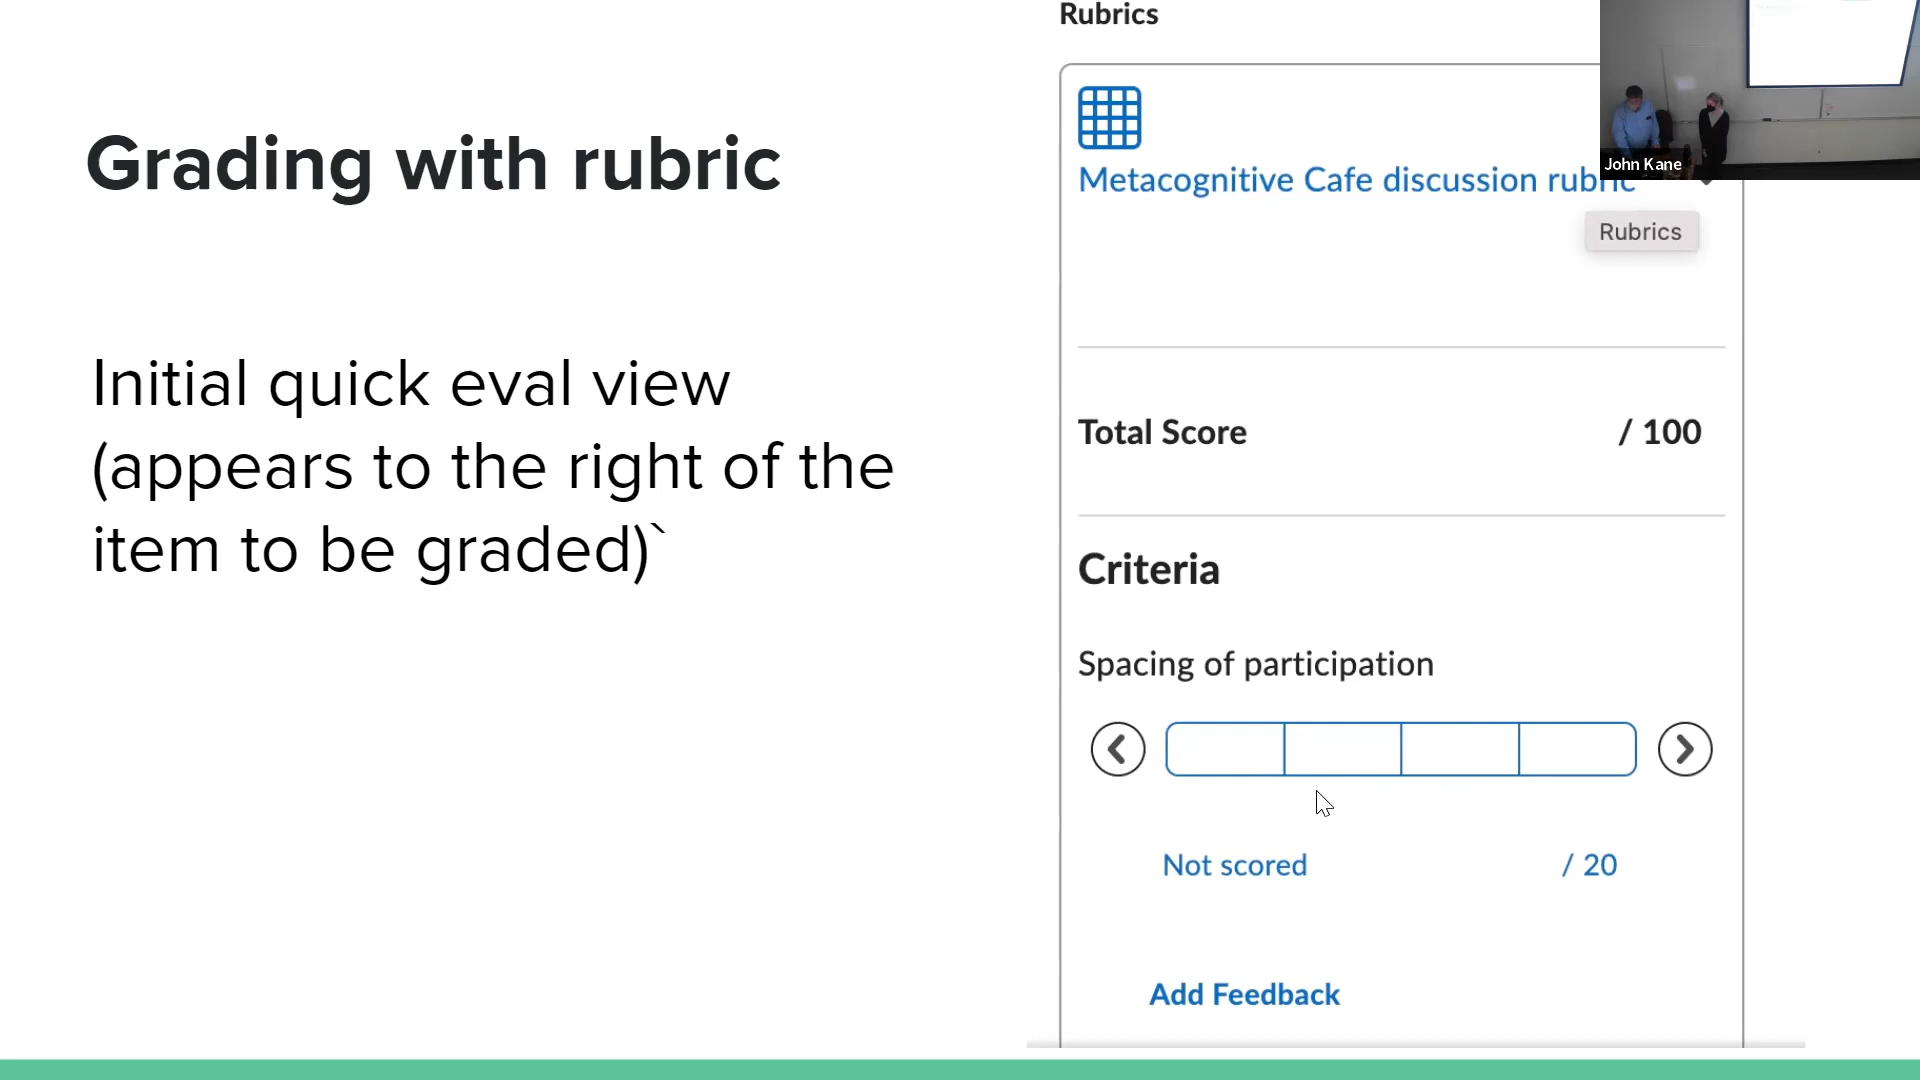 Grading with rubric
Initial quick eval view
(appears to the right of the
item to be graded)`
Rubrics
Metacognitive Cafe discussion rubric
Rubrics
Total Score / 100
Criteria
Spacing of participation
Not scored / 20
Add Feedback
John Kane